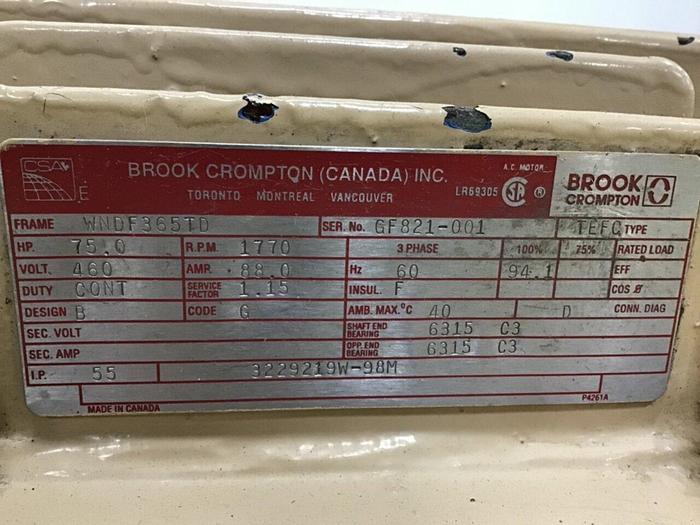 CSA BROOK CROMPTON (CANADA) INC. A.C. MOTOR BROOK CROMPTON
E TORONTO MONTREAL VANCOUVER LR69305 ®
FRAME WNDF365TD SER. No. GF821-001 TEFC TYPE
HP. 75.0 R.P.M. 1770 3 PHASE 100% 75% RATED LOAD
VOLT. 460 AMP. 88.0 Hz 60 94.1 EFF
DUTY CONT SERVICE FACTOR 1.15 INSUL. F COS Ø
DESIGN B CODE G AMB. MAX.°C 40 D CONN. DIAG
SEC. VOLT SHAFT END BEARING 6315 C3
SEC. AMP OPP. END BEARING 6315 C3
I.P. 55 3229219W-98M
MADE IN CANADA P4261A